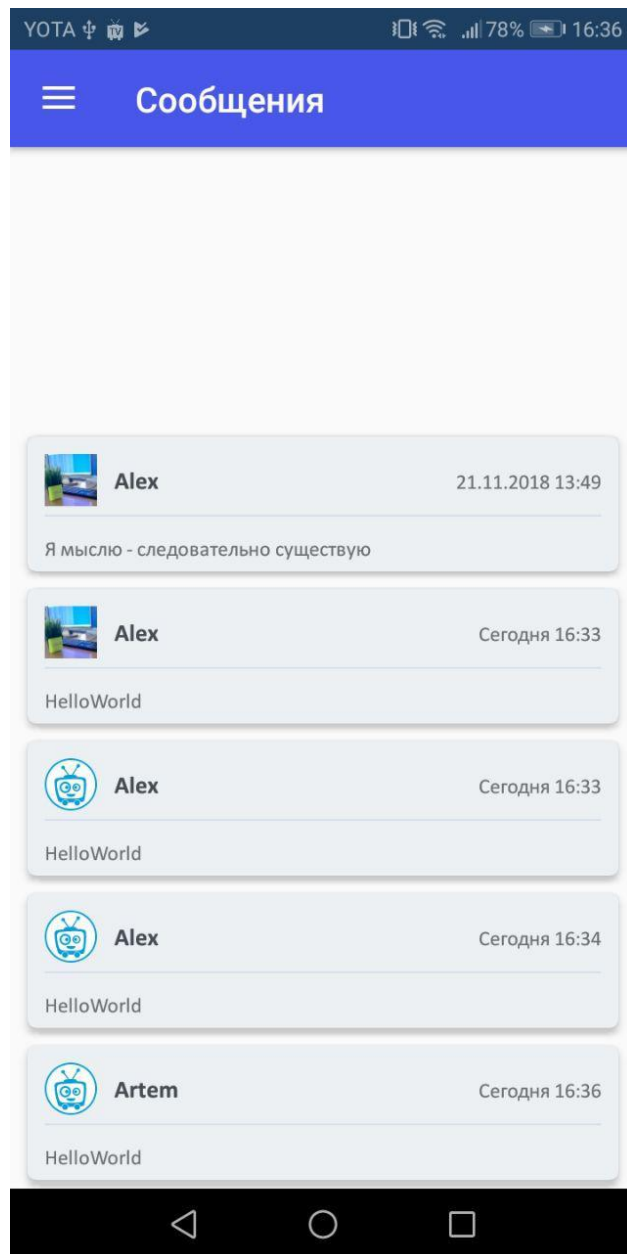 YOTA 78% 16:36
Сообщения
Alex 21.11.2018 13:49
Я мыслю - следовательно существую
Alex Сегодня 16:33
HelloWorld
Alex Сегодня 16:33
HelloWorld
Alex Сегодня 16:34
HelloWorld
Artem Сегодня 16:36
HelloWorld